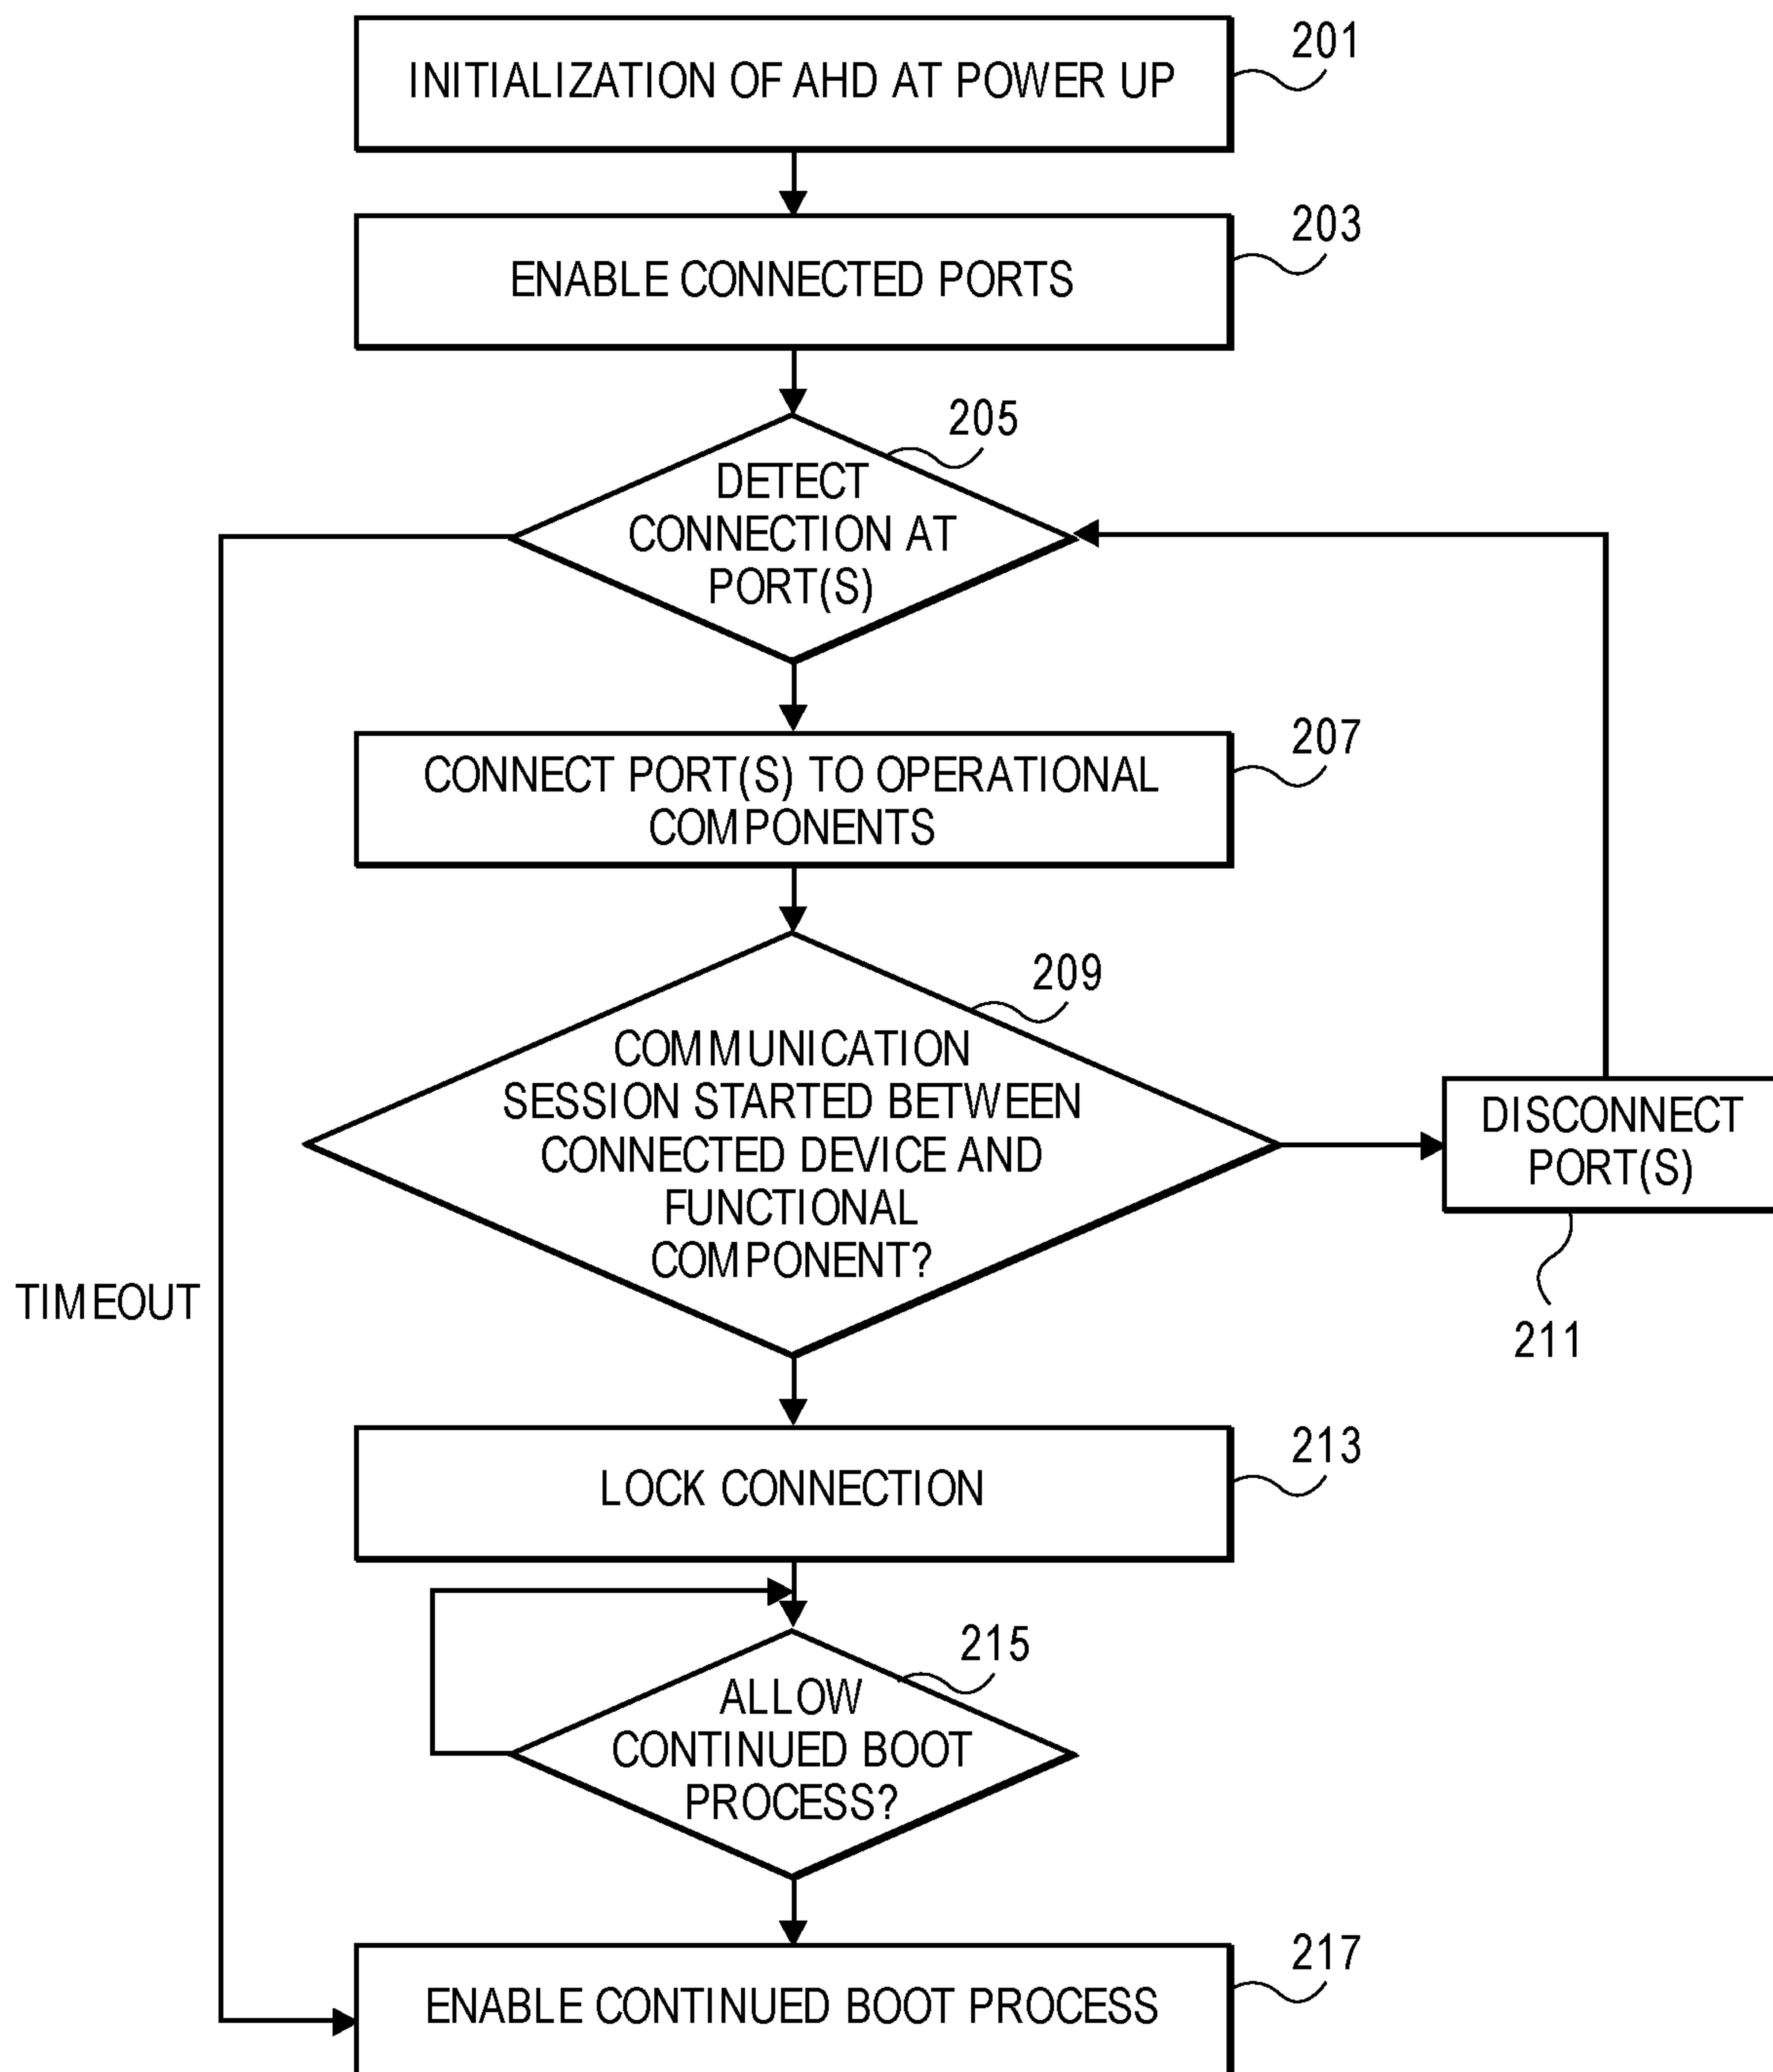 INITIALIZATION OF AHD AT POWER UP
201
ENABLE CONNECTED PORTS
203
205
DETECT
CONNECTION AT
PORT(S)
CONNECT PORT(S) TO OPERATIONAL
COMPONENTS
207
209
COMMUNICATION
SESSION STARTED BETWEEN
CONNECTED DEVICE AND
FUNCTIONAL
COMPONENT?
DISCONNECT
PORT(S)
211
TIMEOUT
LOCK CONNECTION
213
215
ALLOW
CONTINUED BOOT
PROCESS?
ENABLE CONTINUED BOOT PROCESS
217